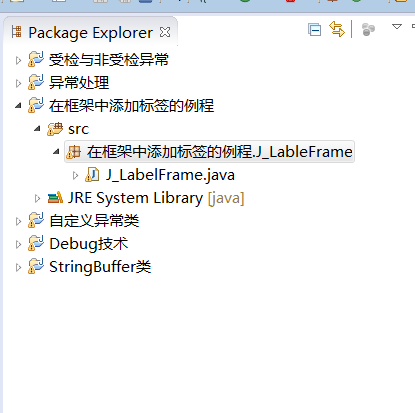 Package Explorer
受检与非受检异常
异常处理
在框架中添加标签的例程
src
在框架中添加标签的例程.J_LableFrame
J_LabelFrame.java
JRE System Library [java]
自定义异常类
Debug技术
StringBuffer类